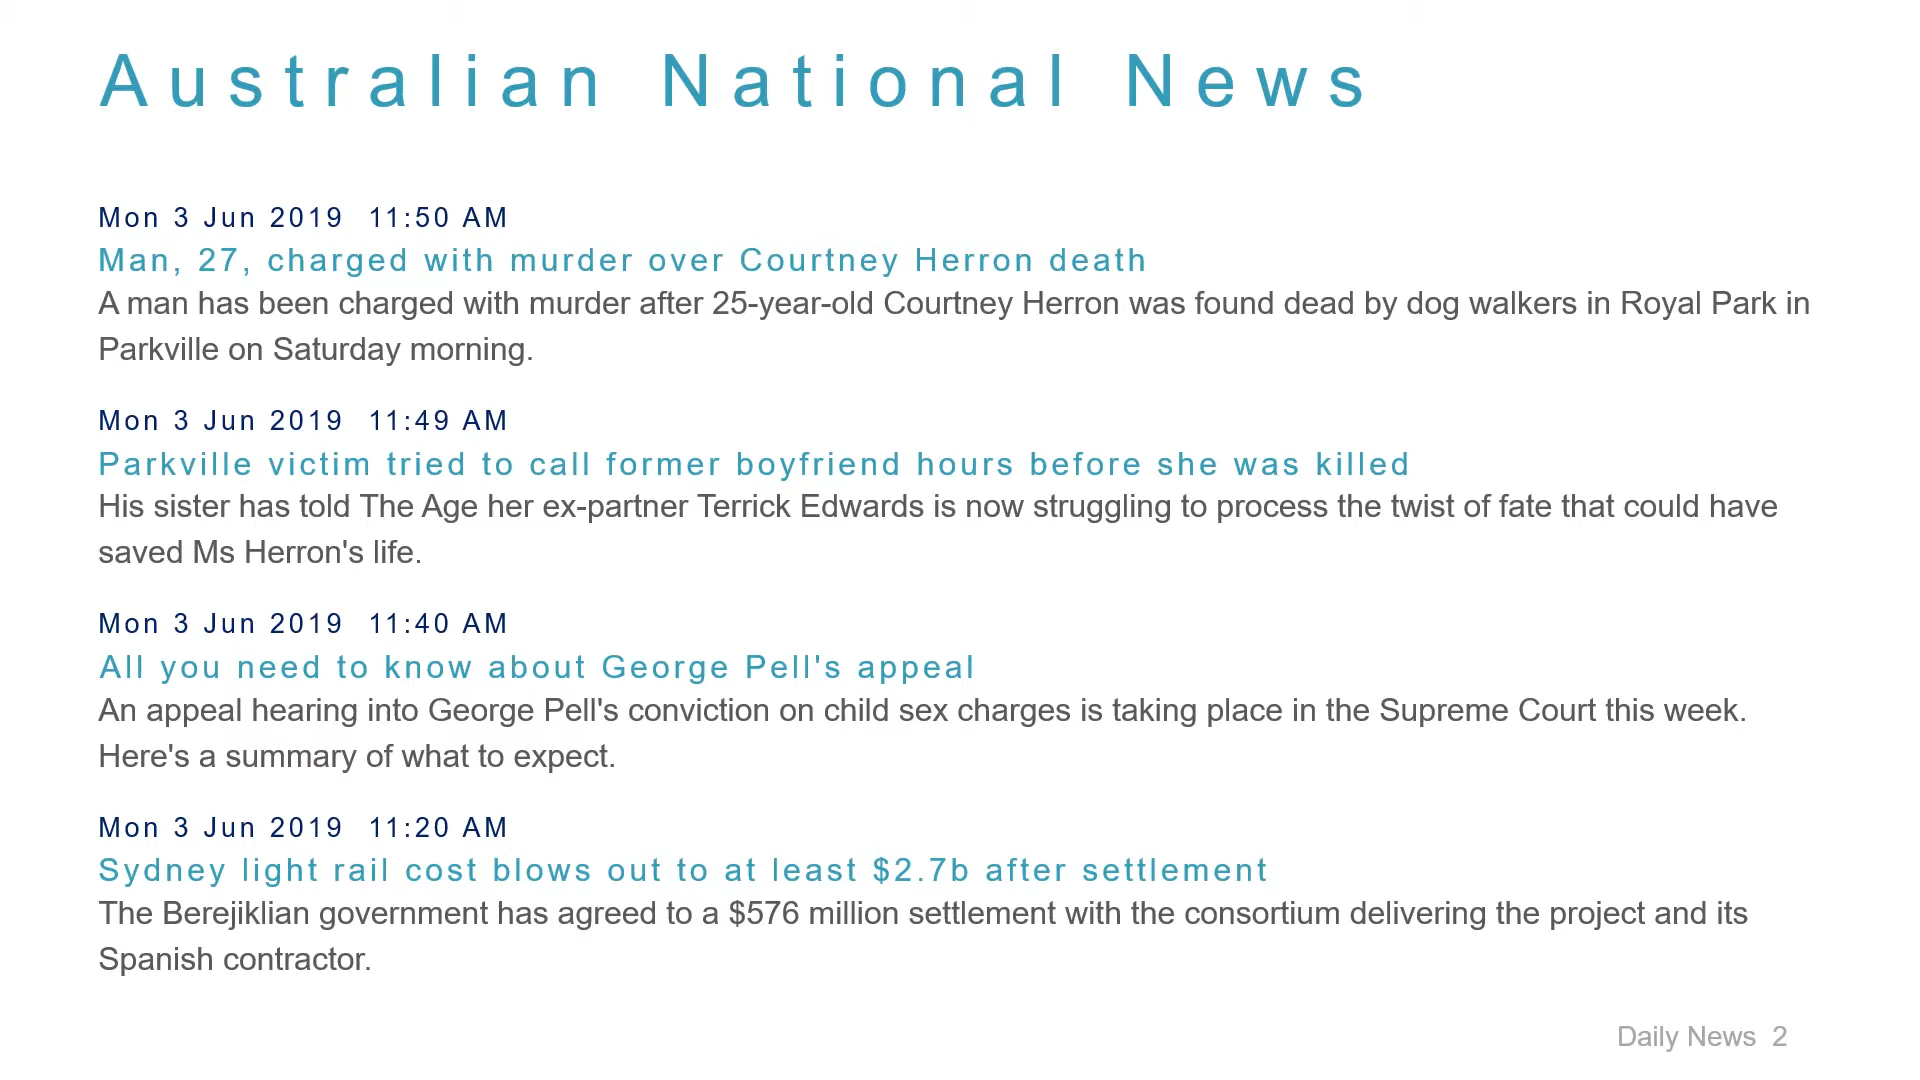 Australian National News
Mon 3 Jun 2019  11:50 AM
Man, 27, charged with murder over Courtney Herron death
A man has been charged with murder after 25-year-old Courtney Herron was found dead by dog walkers in Royal Park in
Parkville on Saturday morning.
Mon 3 Jun 2019  11:49 AM
Parkville victim tried to call former boyfriend hours before she was killed
His sister has told The Age her ex-partner Terrick Edwards is now struggling to process the twist of fate that could have
saved Ms Herron's life.
Mon 3 Jun 2019  11:40 AM
All you need to know about George Pell's appeal
An appeal hearing into George Pell's conviction on child sex charges is taking place in the Supreme Court this week.
Here's a summary of what to expect.
Mon 3 Jun 2019  11:20 AM
Sydney light rail cost blows out to at least $2.7b after settlement
The Berejiklian government has agreed to a $576 million settlement with the consortium delivering the project and its
Spanish contractor.
Daily News  2